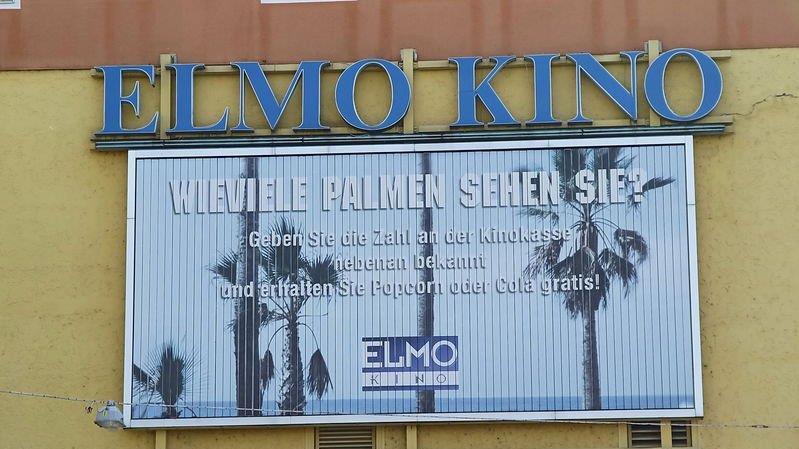 ELMO KINO
WIEVIELE PALMEN SEHEN SIE?
Geben Sie die Zahl an der Kinokasse
nebenan bekannt
und erhalten Sie Popcorn oder Cola gratis!
ELMO
KINO